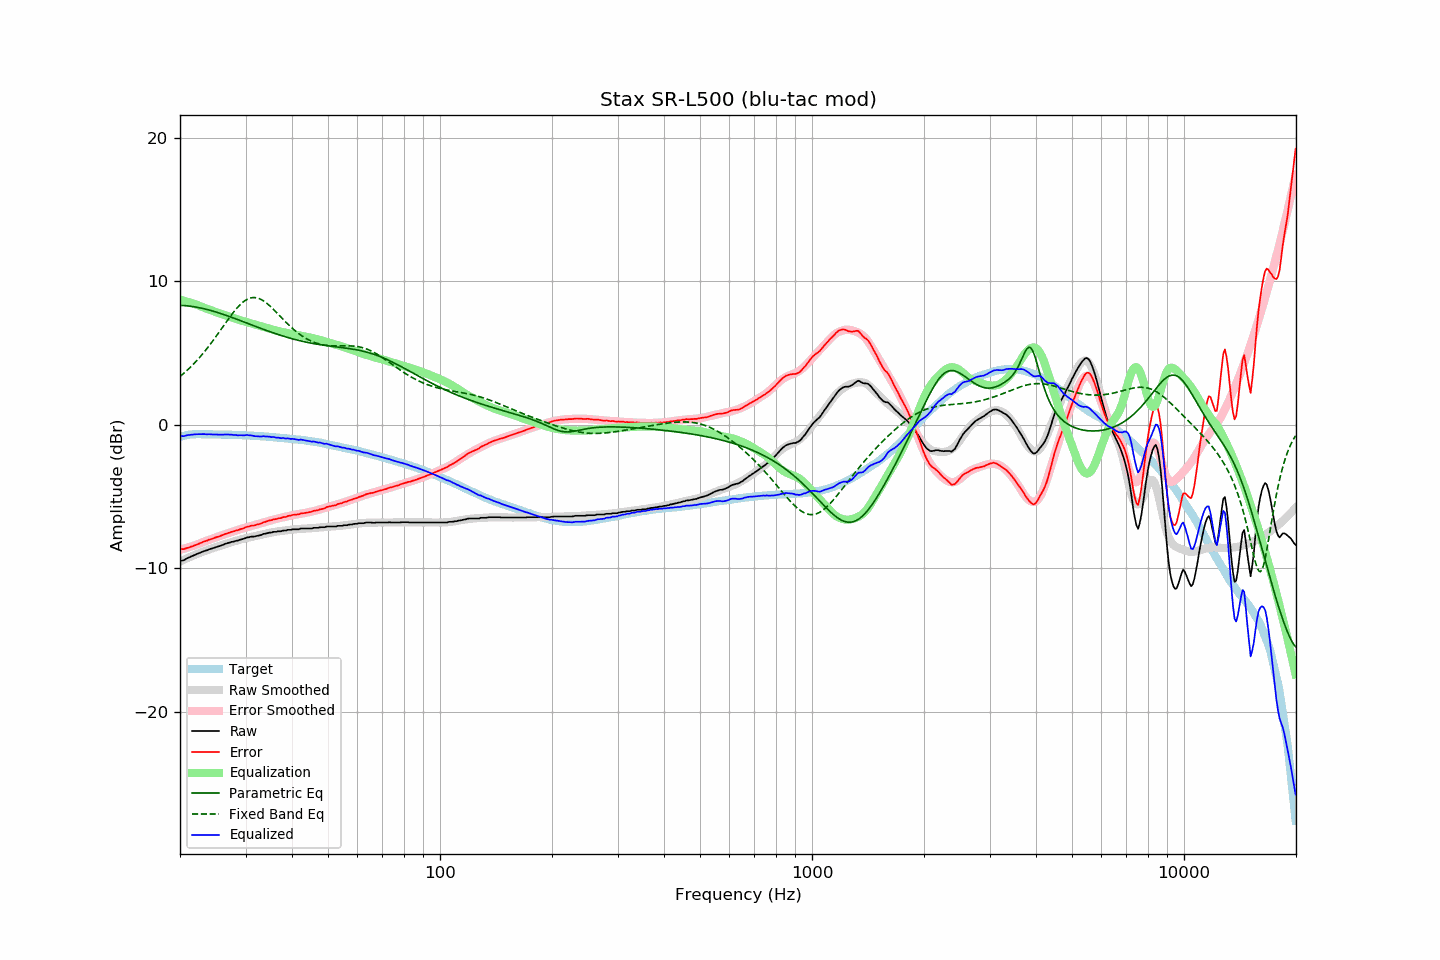 Stax SR-L500 (blu-tac mod)
20
10
0
−10
−20
Amplitude (dBr)
Target
Raw Smoothed
Error Smoothed
Raw
Error
Equalization
Parametric Eq
Fixed Band Eq
Equalized
100
1000
10000
Frequency (Hz)